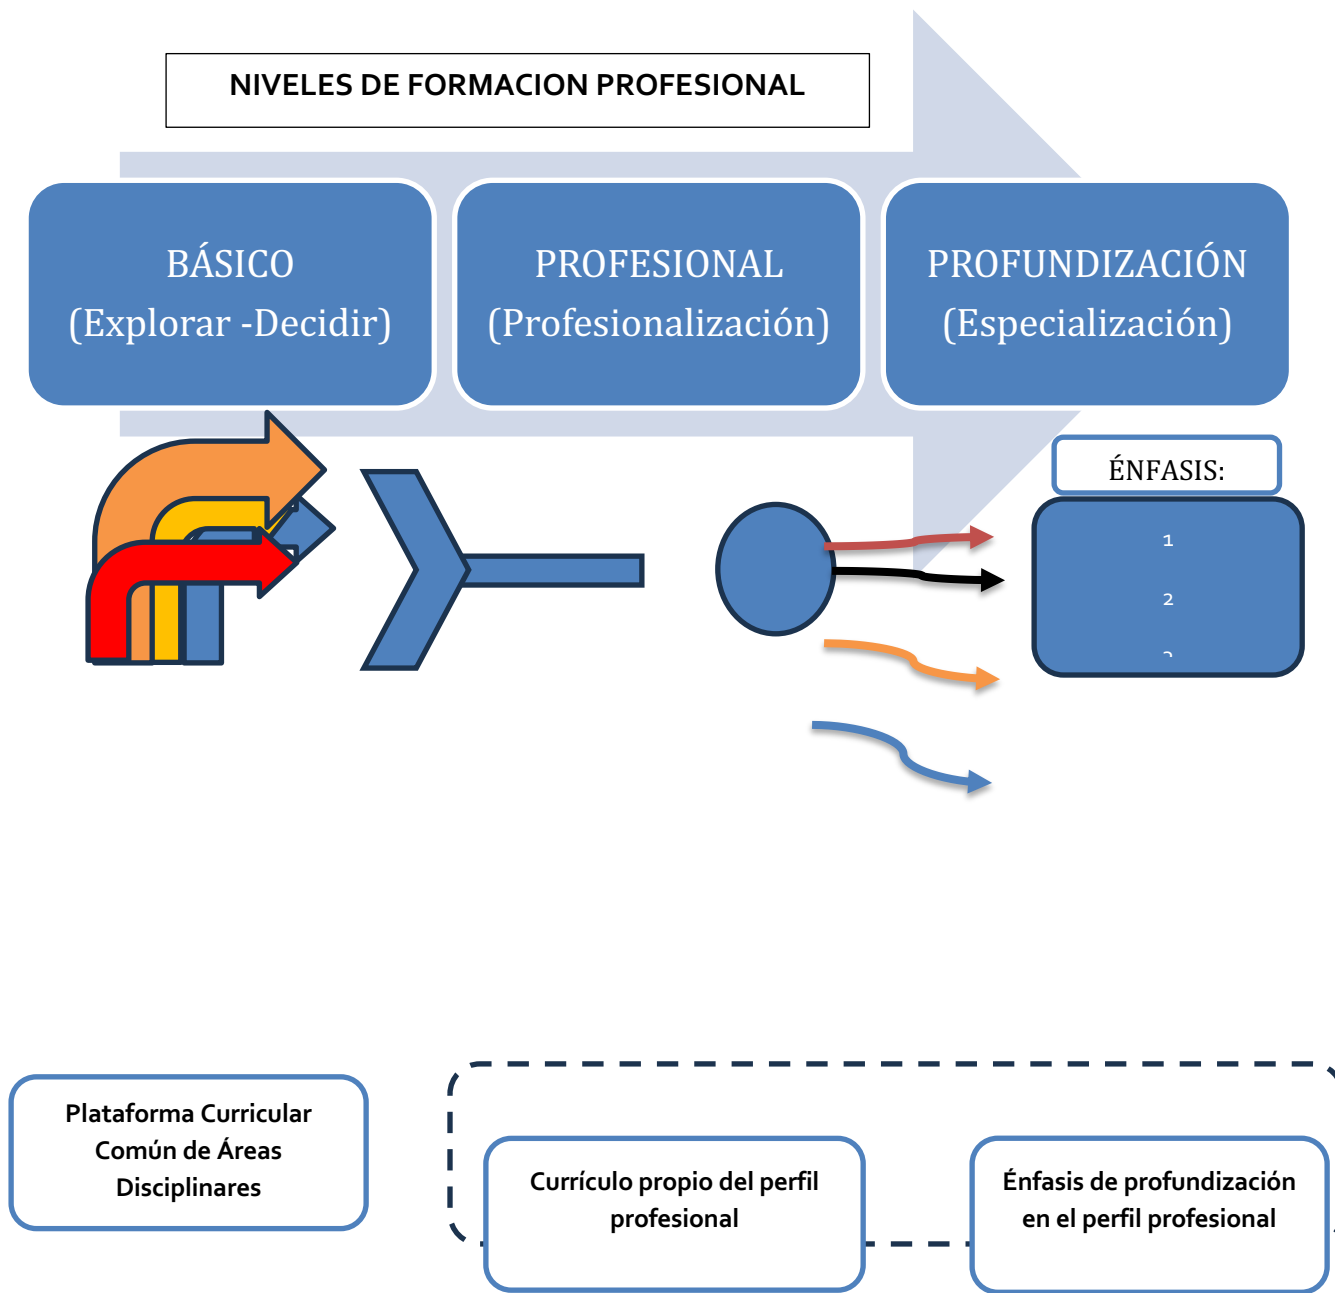 NIVELES DE FORMACION PROFESIONAL
BÁSICO
(Explorar -Decidir)
PROFESIONAL
(Profesionalización)
PROFUNDIZACIÓN
(Especialización)
ÉNFASIS:
1
2
Plataforma Curricular
Común de Áreas
Disciplinares
Currículo propio del perfil
profesional
Énfasis de profundización
en el perfil profesional